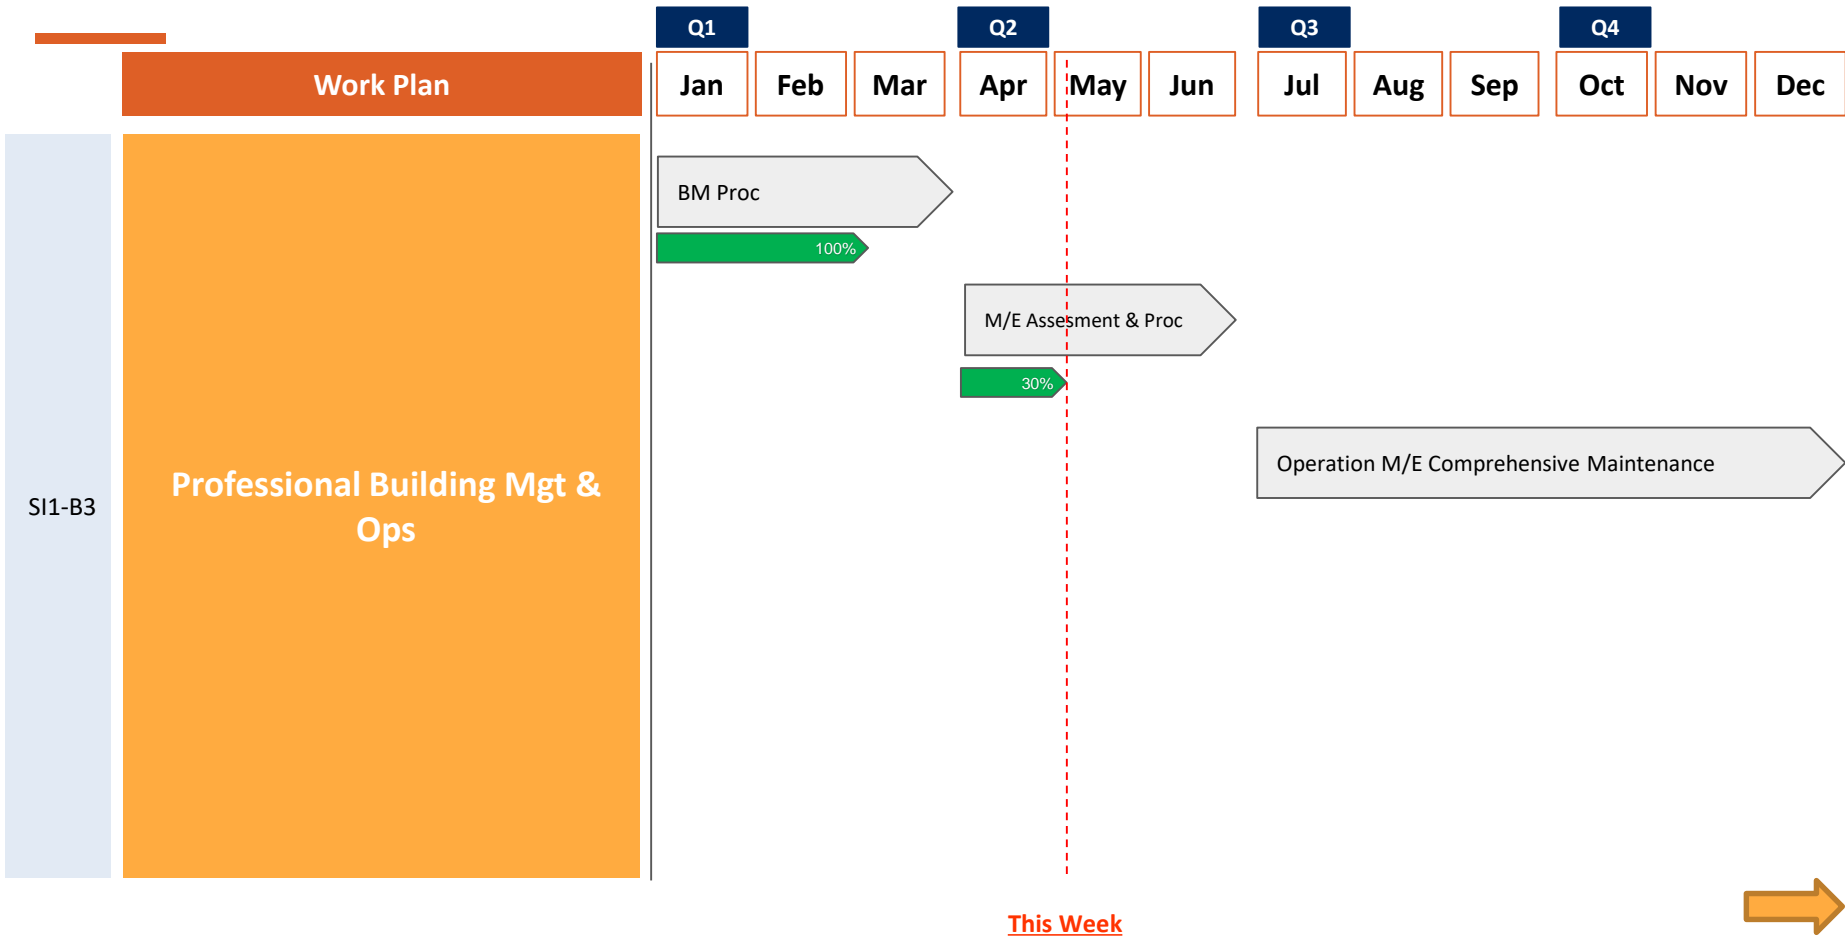 Q1
Q2
Q3
Q4
Work Plan
Jan
Feb
Mar
Apr
May
Jun
Jul
Aug
Sep
Oct
Nov
Dec
BM Proc
100%
M/E Assesment & Proc
30%
Operation M/E Comprehensive Maintenance
SI1-B3
Professional Building Mgt &
Ops
This Week